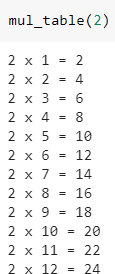 mul_table(2)
2 x 1 = 2
2 x 2 = 4
2 x 3 = 6
2 x 4 = 8
2 x 5 = 10
2 x 6 = 12
2 x 7 = 14
2 x 8 = 16
2 x 9 = 18
2 x 10 = 20
2 x 11 = 22
2 x 12 = 24